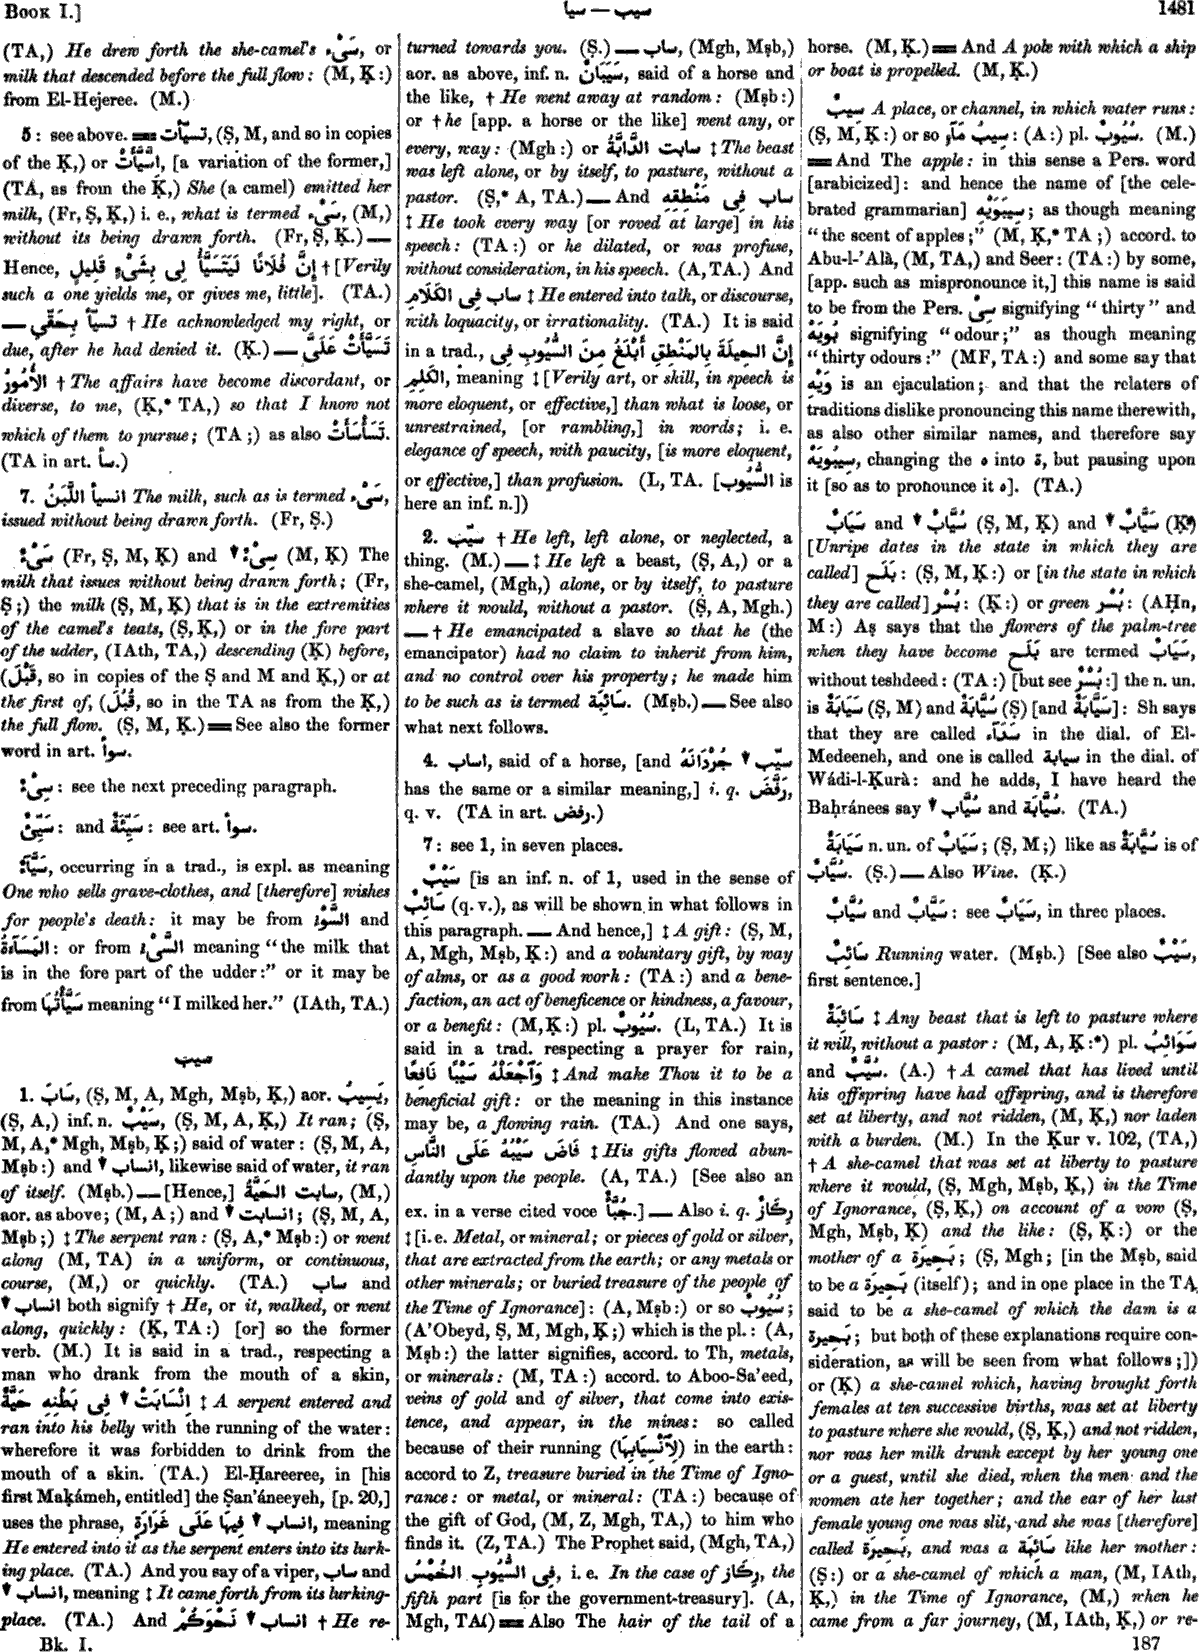 BOOK I.]
سيأ — سيب
1481
(TA,) He drew forth the she-camel's سَىْء, or
milk that descended before the full flow: (M, Ḳ:)
from El-Hejeree. (M.)
5: see above. == تسيّأت, (Ṣ, M, and so in copies
of the Ḳ,) or اسّيّأت, [a variation of the former,]
(TA, as from the Ḳ,) She (a camel) emitted her
milk, (Fr, Ṣ, Ḳ,) i. e., what is termed سىء, (M,)
without its being drawn forth. (Fr, Ṣ, Ḳ.) —
Hence, إِنَّ فُلَانًا لَيَتَسَيَّأُ لِى بِشَىْءٍ قَلِيلٍ † [Verily
such a one yields me, or gives me, little]. (TA.)
— تسيّأ بِحَقِّى † He acknowledged my right, or
due, after he had denied it. (Ḳ.) — تَسَيَّأَتْ عَلَىَّ
الأُمُورُ † The affairs have become discordant, or
diverse, to me, (Ḳ,* TA,) so that I know not
which of them to pursue; (TA;) as also تَسَأْسَأَتْ.
(TA in art. سأ.)
7. انسيأ اللَّبَنُ The milk, such as is termed سَىْء,
issued without being drawn forth. (Fr, Ṣ.)
سَىْءٌ (Fr, Ṣ, M, Ḳ) and ▼ سِىْءٌ (M, Ḳ) The
milk that issues without being drawn forth; (Fr,
Ṣ;) the milk (Ṣ, M, Ḳ) that is in the extremities
of the camel's teats, (Ṣ, Ḳ,) or in the fore part
of the udder, (IAth, TA,) descending (Ḳ) before,
(قَبْلَ, so in copies of the Ṣ and M and Ḳ,) or at
the first of, (قُبُلَ, so in the TA as from the Ḳ,)
the full flow. (Ṣ, M, Ḳ.) == See also the former
word in art. سوأ.
سِىْءٌ: see the next preceding paragraph.
سَيِّئٌ: and سَيِّئَةٌ: see art. سوأ.
سَيَّآءٌ, occurring in a trad., is expl. as meaning
One who sells grave-clothes, and [therefore] wishes
for people's death: it may be from السُّوْءُ and
المَسَآءَةُ: or from السَّىْءُ meaning “the milk that
is in the fore part of the udder:” or it may be
from سَيَّأْتُهَا meaning “I milked her.” (IAth, TA.)
سيب
1. سَابَ, (Ṣ, M, A, Mgh, Mṣb, Ḳ,) aor. يَسِيبُ,
(Ṣ, A,) inf. n. سَيْبٌ, (Ṣ, M, A, Ḳ,) It ran; (Ṣ,
M, A,* Mgh, Mṣb, Ḳ;) said of water: (Ṣ, M, A,
Mṣb:) and ▼ انساب, likewise said of water, it ran
of itself. (Mṣb.) — [Hence,] سابت الحَيَّةُ, (M,)
aor. as above; (M, A;) and ▼ انسابت; (Ṣ, M, A,
Mṣb;) ‡ The serpent ran: (Ṣ, A,* Mṣb:) or went
along (M, TA) in a uniform, or continuous,
course, (M,) or quickly. (TA.) ساب and
▼ انساب both signify † He, or it, walked, or went
along, quickly: (Ḳ, TA:) [or] so the former
verb. (M.) It is said in a trad., respecting a
man who drank from the mouth of a skin,
انْسَابَتْ ▼ فِى بَطْنِهِ حَيَّةٌ ‡ A serpent entered and
ran into his belly with the running of the water:
wherefore it was forbidden to drink from the
mouth of a skin. (TA.) El-Ḥareeree, in [his
first Maḳámeh, entitled] the Ṣan'áneeyeh, [p. 20,]
uses the phrase, انساب ▼ فِيهَا عَلَى غَرَارَةٍ, meaning
He entered into it as the serpent enters into its lurk-
ing place. (TA.) And you say of a viper, ساب and
▼ انساب, meaning ‡ It came forth from its lurking-
place. (TA.) And انساب ▼ نَحْوَكُمْ † He re-
Bk. I.
turned towards you. (Ṣ.) — ساب, (Mgh, Mṣb,)
aor. as above, inf. n. سَيَبَانٌ, said of a horse and
the like, † He went away at random: (Mṣb:)
or † he [app. a horse or the like] went any, or
every, way: (Mgh:) or سابت الدَّابَّةُ ‡ The beast
was left alone, or by itself, to pasture, without a
pastor. (Ṣ,* A, TA.) — And ساب فِى مَنْطِقِهِ
‡ He took every way [or roved at large] in his
speech: (TA:) or he dilated, or was profuse,
without consideration, in his speech. (A, TA.) And
ساب فِى الكَلَامِ ‡ He entered into talk, or discourse,
with loquacity, or irrationality. (TA.) It is said
in a trad., إِنَّ الحِيلَةَ بِالمَنْطِقِ أَبْلَغُ مِنَ السُّيُوبِ فِى
الكَلِمِ, meaning ‡ [Verily art, or skill, in speech is
more eloquent, or effective,] than what is loose, or
unrestrained, [or rambling,] in words; i. e.
elegance of speech, with paucity, [is more eloquent,
or effective,] than profusion. (L, TA. [السُّيُوب is
here an inf. n.])
2. سيّب † He left, left alone, or neglected, a
thing. (M.) — ‡ He left a beast, (Ṣ, A,) or a
she-camel, (Mgh,) alone, or by itself, to pasture
where it would, without a pastor. (Ṣ, A, Mgh.)
— † He emancipated a slave so that he (the
emancipator) had no claim to inherit from him,
and no control over his property; he made him
to be such as is termed سَائِبَة. (Mṣb.) — See also
what next follows.
4. اساب, said of a horse, [and سيّب ▼ جُرْدَانَهُ
has the same or a similar meaning,] i. q. رَفَّضَ,
q. v. (TA in art. رفض.)
7: see 1, in seven places.
سَيْبٌ [is an inf. n. of 1, used in the sense of
سَائِبٌ (q. v.), as will be shown in what follows in
this paragraph. — And hence,] ‡ A gift: (Ṣ, M,
A, Mgh, Mṣb, Ḳ:) and a voluntary gift, by way
of alms, or as a good work: (TA:) and a bene-
faction, an act of beneficence or kindness, a favour,
or a benefit: (M, Ḳ:) pl. سُيُوبٌ. (L, TA.) It is
said in a trad. respecting a prayer for rain,
وَٱجْعَلْهُ سَيْبًا نَافِعًا ‡ And make Thou it to be a
beneficial gift: or the meaning in this instance
may be, a flowing rain. (TA.) And one says,
فَاضَ سَيْبُهُ عَلَى النَّاسِ ‡ His gifts flowed abun-
dantly upon the people. (A, TA.) [See also an
ex. in a verse cited voce جُبَّأٌ.] — Also i. q. رِكَازٌ
‡ [i. e. Metal, or mineral; or pieces of gold or silver,
that are extracted from the earth; or any metals or
other minerals; or buried treasure of the people of
the Time of Ignorance]: (A, Mṣb:) or so سُيُوبٌ;
(A'Obeyd, Ṣ, M, Mgh, Ḳ;) which is the pl.: (A,
Mṣb:) the latter signifies, accord. to Th, metals,
or minerals: (M, TA:) accord. to Aboo-Sa'eed,
veins of gold and of silver, that come into exis-
tence, and appear, in the mines: so called
because of their running (لِٱنْسِيَابِهَا) in the earth:
accord to Z, treasure buried in the Time of Igno-
rance: or metal, or mineral: (TA:) because of
the gift of God, (M, Z, Mgh, TA,) to him who
finds it. (Z, TA.) The Prophet said, (Mgh, TA,)
فِى السُّيُوبِ الخُمْسُ, i. e. In the case of رِكَاز, the
fifth part [is for the government-treasury]. (A,
Mgh, TA.) == Also The hair of the tail of a
horse. (M, Ḳ.) == And A pole with which a ship
or boat is propelled. (M, Ḳ.)
سِيبٌ A place, or channel, in which water runs:
(Ṣ, M, Ḳ:) or so سِيبُ مَآءٍ: (A:) pl. سُيُوبٌ. (M.)
== And The apple: in this sense a Pers. word
[arabicized]: and hence the name of [the cele-
brated grammarian] سِيبَوَيْهِ; as though meaning
“the scent of apples;” (M, Ḳ,* TA;) accord. to
Abu-l-'Alà, (M, TA,) and Seer: (TA:) by some,
[app. such as mispronounce it,] this name is said
to be from the Pers. سِى signifying “thirty” and
بُويَهْ signifying “odour;” as though meaning
“thirty odours:” (MF, TA:) and some say that
وَيْهِ is an ejaculation; and that the relaters of
traditions dislike pronouncing this name therewith,
as also other similar names, and therefore say
سِيبُويَه, changing the ه into ة, but pausing upon
it [so as to pronounce it ه]. (TA.)
سَيَابٌ and ▼ سُيَّابٌ (Ṣ, M, Ḳ) and ▼ سَيَّابٌ (Ḳ)
[Unripe dates in the state in which they are
called] بَلَح: (Ṣ, M, Ḳ:) or [in the state in which
they are called] بُسْر: (Ḳ:) or green بُسْر: (AḤn,
M:) Aṣ says that the flowers of the palm-tree
when they have become بَلَح are termed سَيَابٌ,
without teshdeed: (TA:) [but see بُسْرٌ:] the n. un.
is سَيَابَةٌ (Ṣ, M) and سُيَّابَةٌ (Ṣ) [and سَيَّابَةٌ]: Sh says
that they are called سَدَآء in the dial. of El-
Medeeneh, and one is called سيابة in the dial. of
Wádi-l-Ḳurà: and he adds, I have heard the
Baḥránees say ▼ سُيَّاب and سُيَّابَة. (TA.)
سَيَابَةٌ n. un. of سَيَابٌ; (Ṣ, M;) like as سُيَّابَةٌ is of
سُيَّابٌ. (Ṣ.) — Also Wine. (Ḳ.)
سَيَّابٌ and سُيَّابٌ: see سَيَابٌ, in three places.
سَائِبٌ Running water. (Mṣb.) [See also سَيْبٌ,
first sentence.]
سَائِبَةٌ ‡ Any beast that is left to pasture where
it will, without a pastor: (M, A, Ḳ:*) pl. سَوَائِبُ
and سُيَّبٌ. (A.) † A camel that has lived until
his offspring have had offspring, and is therefore
set at liberty, and not ridden, (M, Ḳ,) nor laden
with a burden. (M.) In the Ḳur v. 102, (TA,)
† A she-camel that was set at liberty to pasture
where it would, (Ṣ, Mgh, Mṣb, Ḳ,) in the Time
of Ignorance, (Ṣ, Ḳ,) on account of a vow (Ṣ,
Mgh, Mṣb, Ḳ) and the like: (Ṣ, Ḳ:) or the
mother of a بَحِيرَة; (Ṣ, Mgh; [in the Mṣb, said
to be a بَحِيرَة (itself); and in one place in the TA
said to be a she-camel of which the dam is a
بَحِيرَة; but both of these explanations require con-
sideration, as will be seen from what follows;])
or (Ḳ) a she-camel which, having brought forth
females at ten successive births, was set at liberty
to pasture where she would, (Ṣ, Ḳ,) and not ridden,
nor was her milk drunk except by her young one
or a guest, until she died, when the men and the
women ate her together; and the ear of her last
female young one was slit, and she was [therefore]
called بَحِيرَة, and was a سَائِبَة like her mother:
(Ṣ:) or a she-camel of which a man, (M, IAth,
Ḳ,) in the Time of Ignorance, (M,) when he
came from a far journey, (M, IAth, Ḳ,) or re-
187